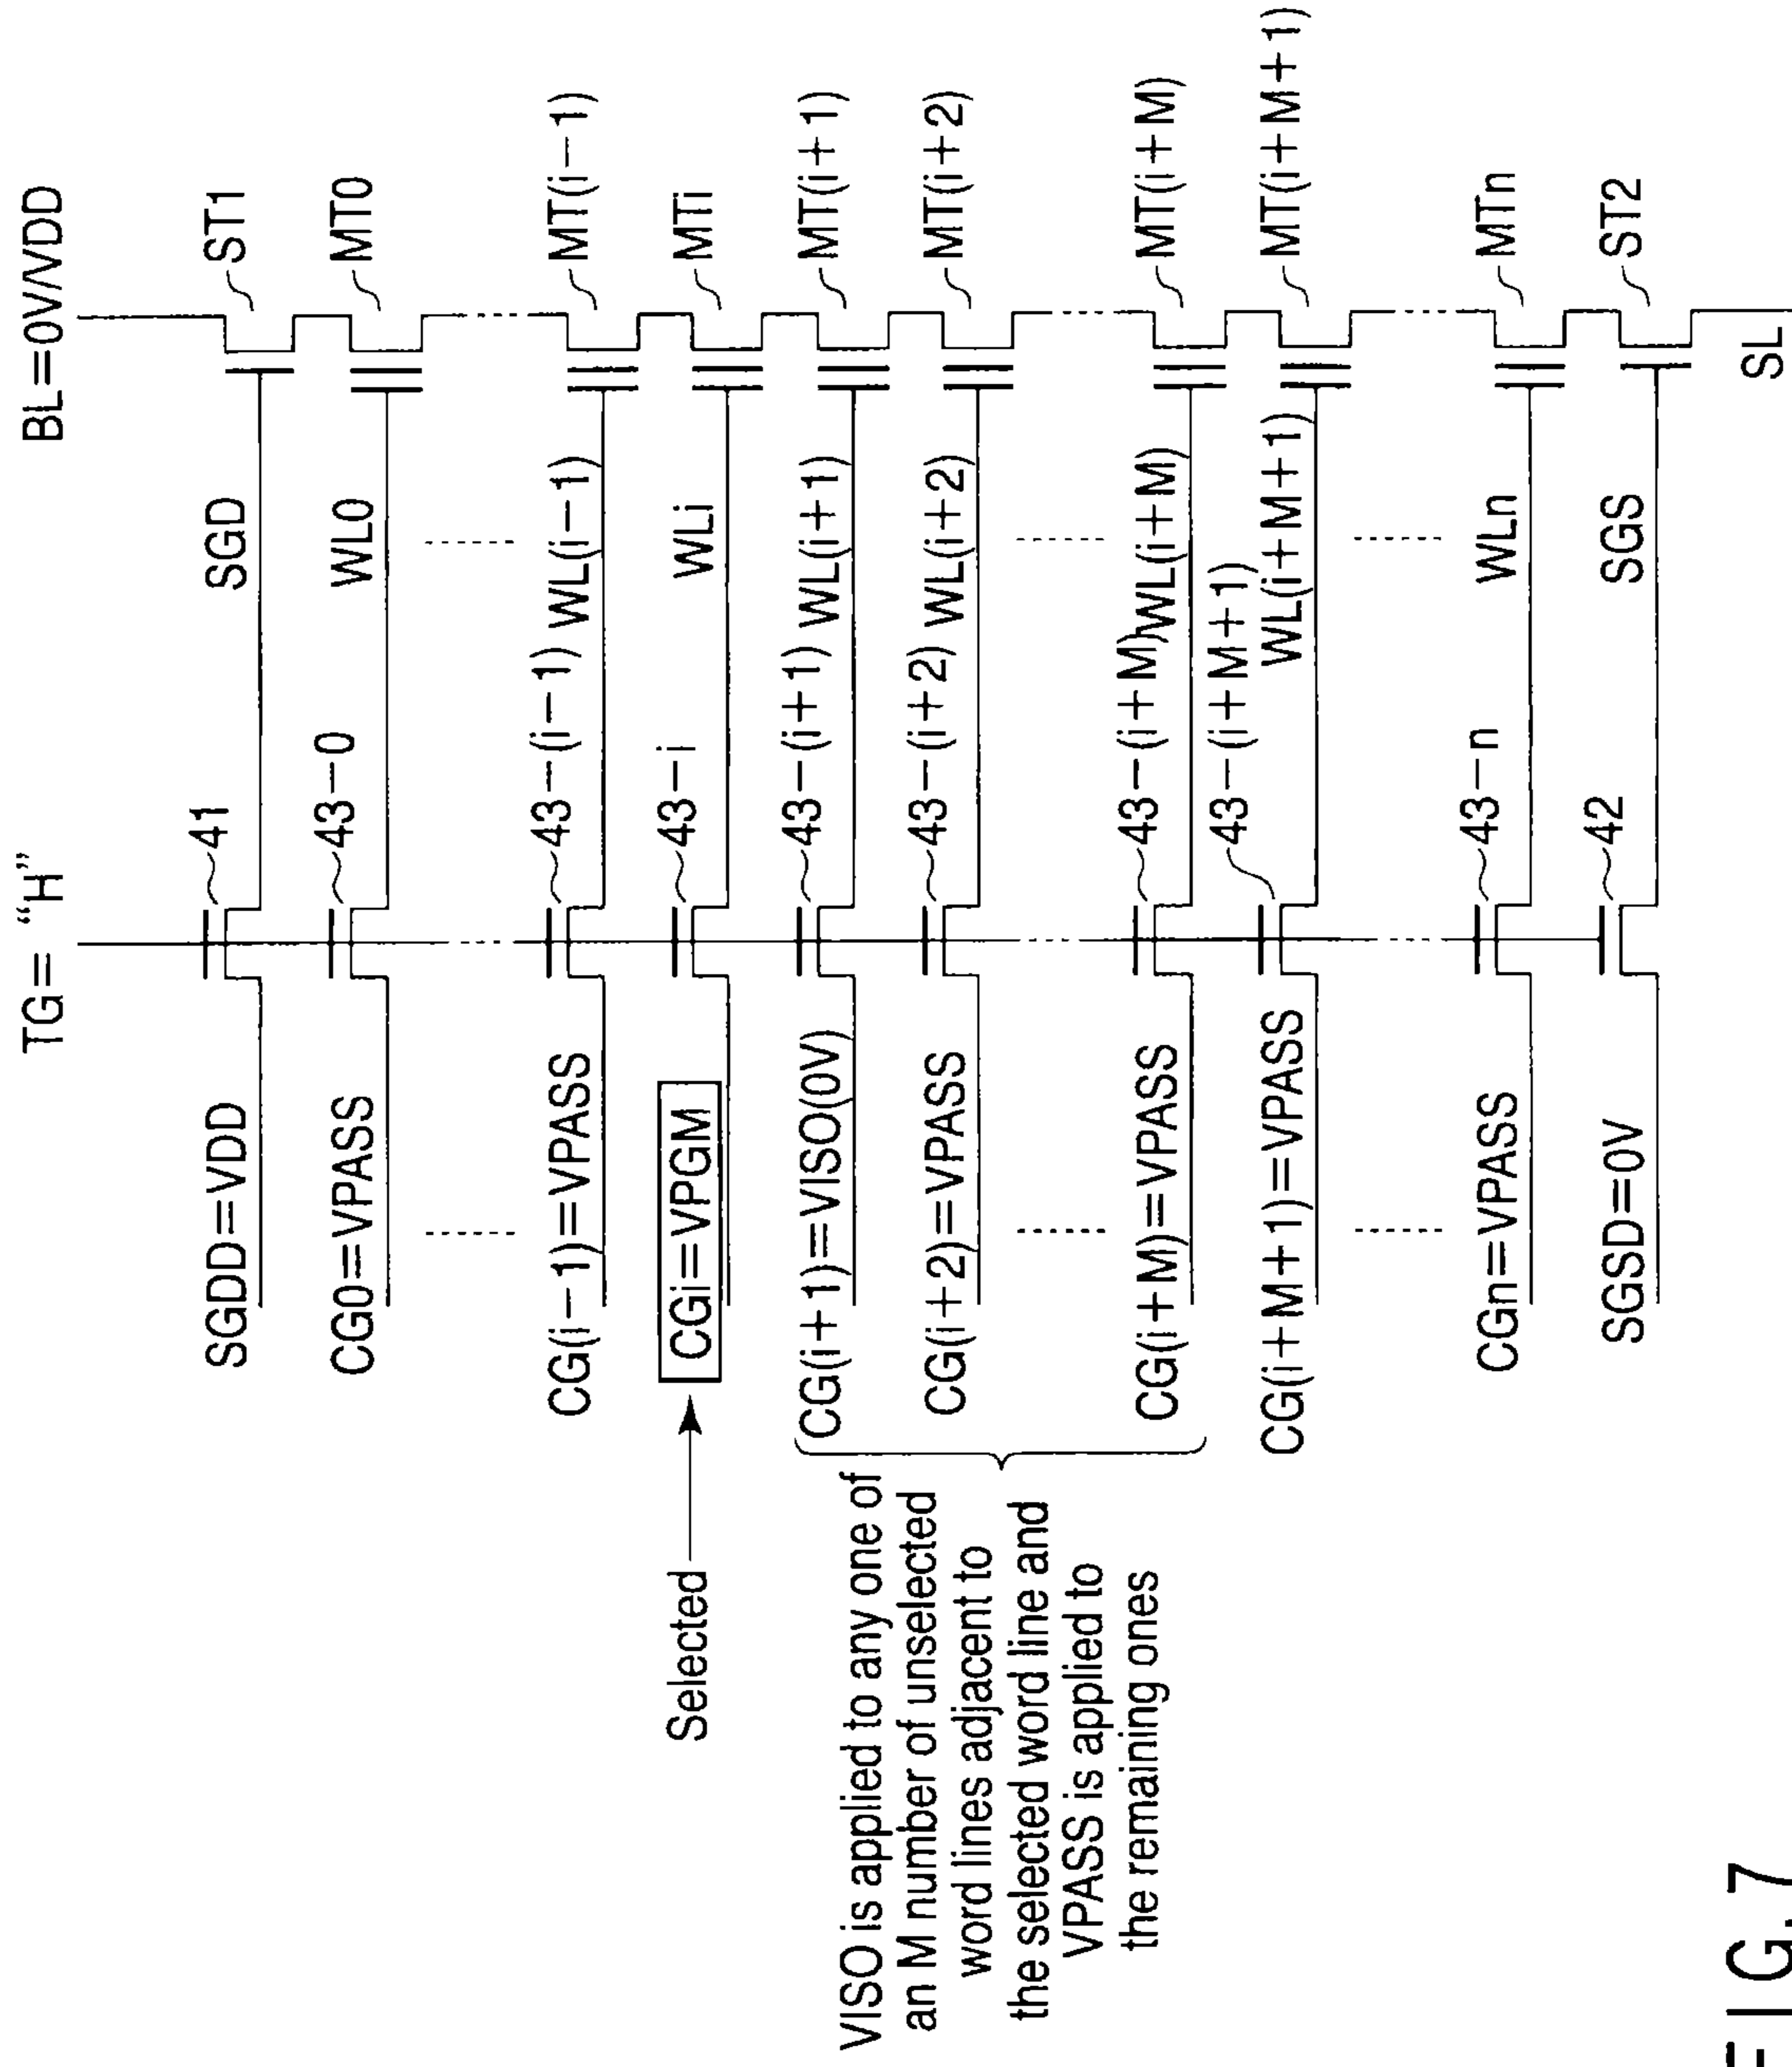 TG= “H”
BL=0V/VDD
SGDD=VDD
41
SGD
ST1
CG0=VPASS
43-0
WL0
MT0
CG(i-1)=VPASS
43-(i-1)
WL(i-1)
MT(i-1)
Selected
CGi=VPGM
43-i
WLi
MTi
CG(i+1)=VISO(0V)
43-(i+1)
WL(i+1)
MT(i+1)
CG(i+2)=VPASS
43-(i+2)
WL(i+2)
MT(i+2)
VISO is applied to any one of
an M number of unselected
word lines adjacent to
the selected word line and
VPASS is applied to
the remaining ones
CG(i+M)=VPASS
43-(i+M)
WL(i+M)
MT(i+M)
CG(i+M+1)=VPASS
43-(i+M+1)
WL(i+M+1)
MT(i+M+1)
CGn=VPASS
43-n
WLn
MTn
SGSD=0V
42
SGS
ST2
SL
FIG.7